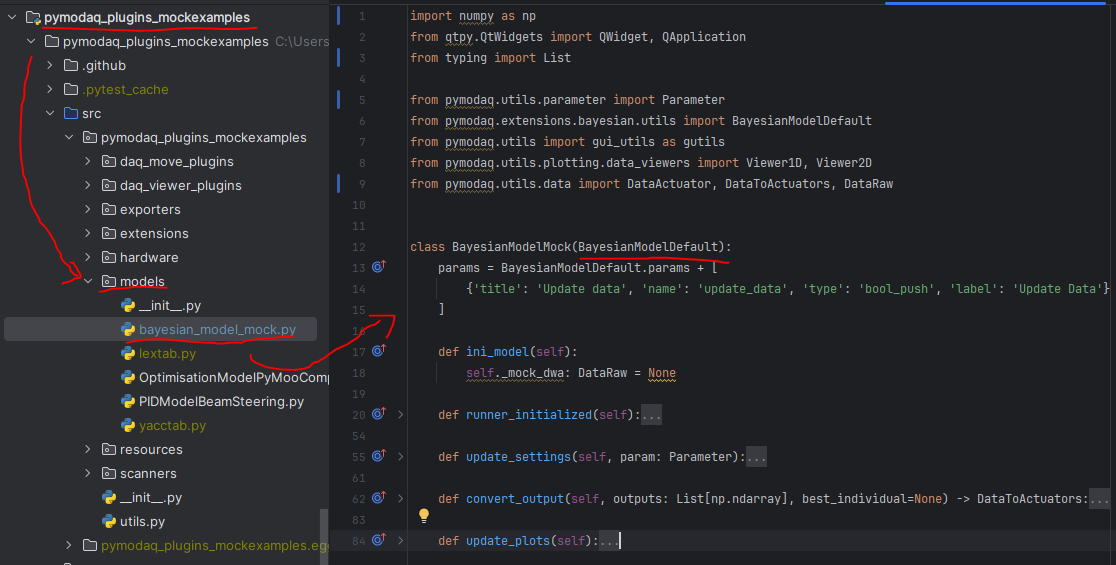 pymodaq_plugins_mockexamples
pymodaq_plugins_mockexamples C:\Users
.github
.pytest_cache
src
pymodaq_plugins_mockexamples
daq_move_plugins
daq_viewer_plugins
exporters
extensions
hardware
models
__init__.py
bayesian_model_mock.py
lextab.py
OptimisationModelPyMooComp
PIDModelBeamSteering.py
yacctab.py
resources
scanners
__init__.py
utils.py
pymodaq_plugins_mockexamples.eg
1 import numpy as np
2 from qtpy.QtWidgets import QWidget, QApplication
3 from typing import List
4
5 from pymodaq.utils.parameter import Parameter
6 from pymodaq.extensions.bayesian.utils import BayesianModelDefault
7 from pymodaq.utils import gui_utils as gutils
8 from pymodaq.utils.plotting.data_viewers import Viewer1D, Viewer2D
9 from pymodaq.utils.data import DataActuator, DataToActuators, DataRaw
10
11
12 class BayesianModelMock(BayesianModelDefault):
13 params = BayesianModelDefault.params + [
14 {'title': 'Update data', 'name': 'update_data', 'type': 'bool_push', 'label': 'Update Data'}
15 ]
16
17 def ini_model(self):
18 self._mock_dwa: DataRaw = None
19
20 def runner_initialized(self):...
54
55 def update_settings(self, param: Parameter):...
61
62 def convert_output(self, outputs: List[np.ndarray], best_individual=None) -> DataToActuators:...
83
84 def update_plots(self):...